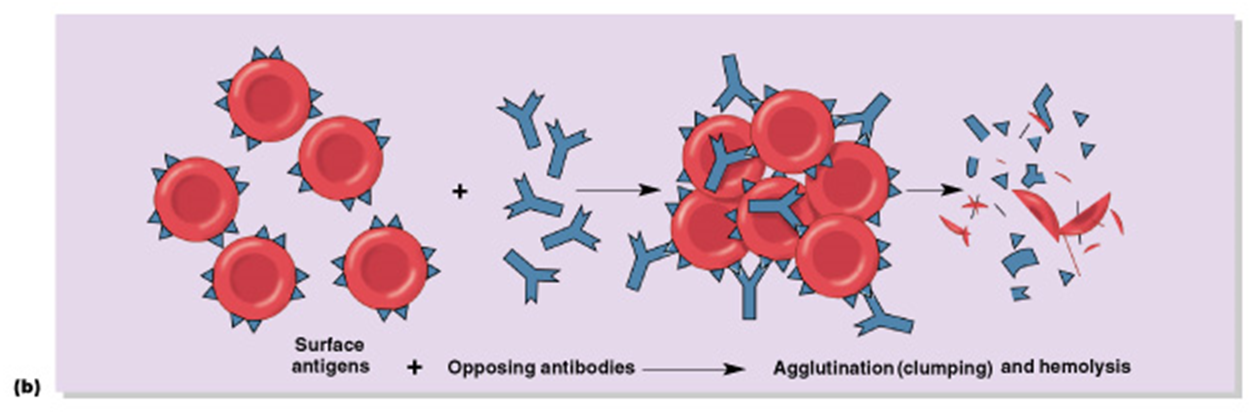 +
Surface
antigens + Opposing antibodies Agglutination (clumping) and hemolysis
(b)